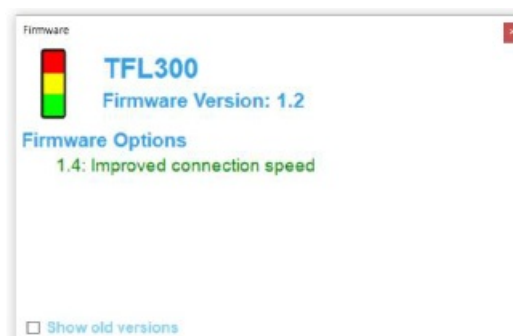 Firmware
TFL300
Firmware Version: 1.2
Firmware Options
1.4: Improved connection speed
Show old versions